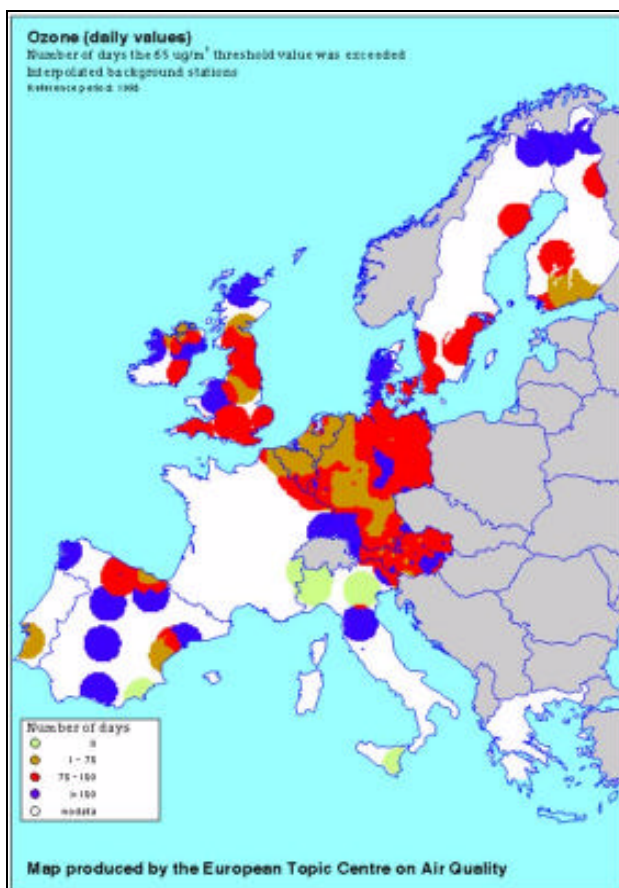 Ozone (daily values)
Number of days the 65 ug/m³ threshold value was exceeded
Interpolated background stations
Reference period:
Number of days
0
1 - 75
75 - 150
> 150
no data
Map produced by the European Topic Centre on Air Quality